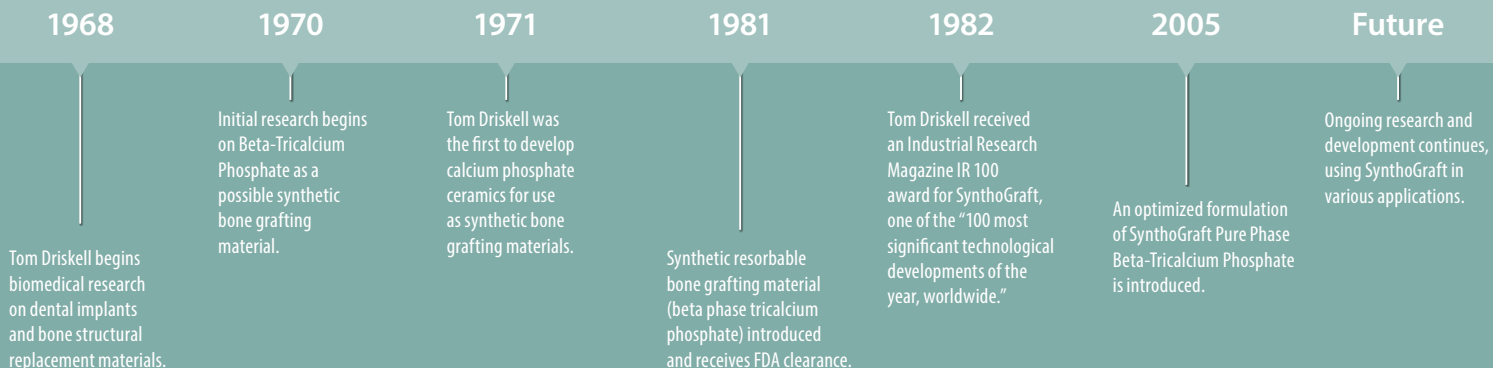 1968
Tom Driskell begins
biomedical research
on dental implants
and bone structural
replacement materials.
1970
Initial research begins
on Beta-Tricalcium
Phosphate as a
possible synthetic
bone grafting
material.
1971
Tom Driskell was
the first to develop
calcium phosphate
ceramics for use
as synthetic bone
grafting materials.
1981
Synthetic resorbable
bone grafting material
(beta phase tricalcium
phosphate) introduced
and receives FDA clearance.
1982
Tom Driskell received
an Industrial Research
Magazine IR 100
award for SynthoGraft,
one of the “100 most
significant technological
developments of the
year, worldwide.”
2005
An optimized formulation
of SynthoGraft Pure Phase
Beta-Tricalcium Phosphate
is introduced.
Future
Ongoing research and
development continues,
using SynthoGraft in
various applications.